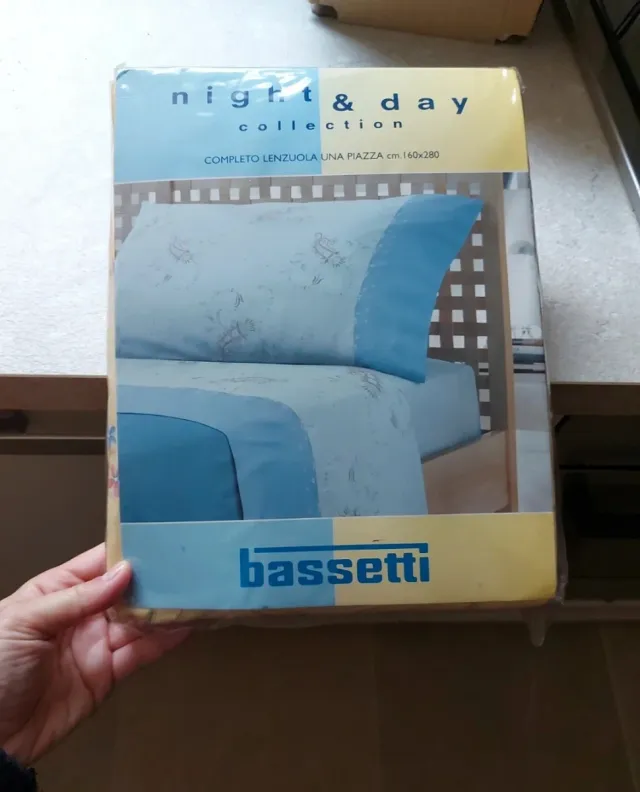 night & day
collection
COMPLETO LENZUOLA UNA PIAZZA cm 160x280
bassetti